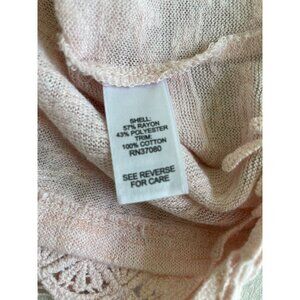 SHELL:
57% RAYON
43% POLYESTER
TRIM:
100% COTTON
RN37080
SEE REVERSE
FOR CARE